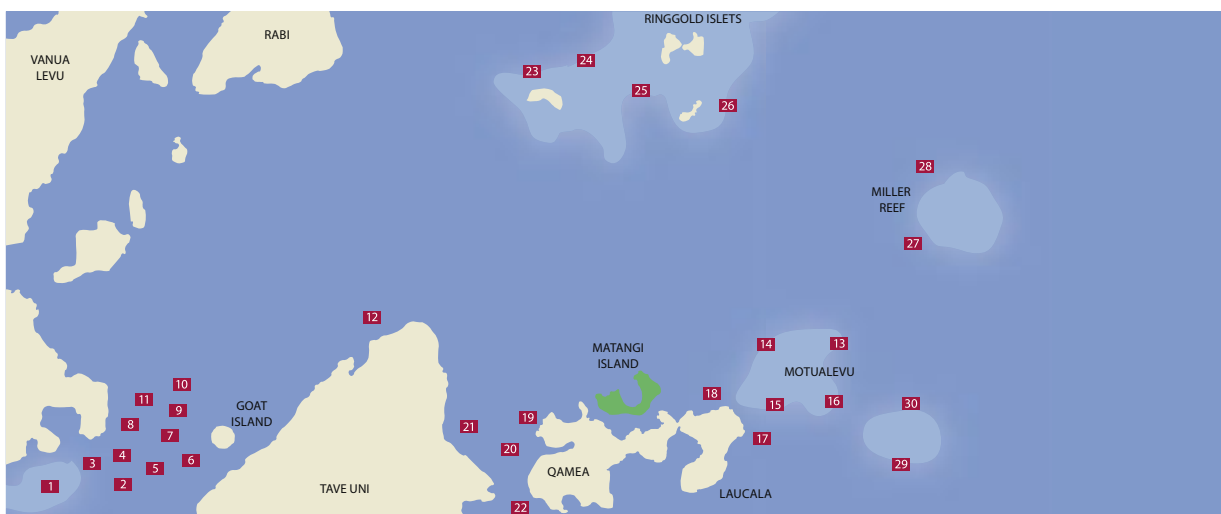 RINGGOLD ISLETS
RABI
VANUA
LEVU
24
23
25
26
28
MILLER
REEF
27
12
14
13
MATANGI
ISLAND
MOTUALEVU
10
11
18
15
16
30
9
GOAT
ISLAND
8
19
21
7
17
20
4
6
3
5
29
QAMEA
1
2
TAVE UNI
LAUCALA
22